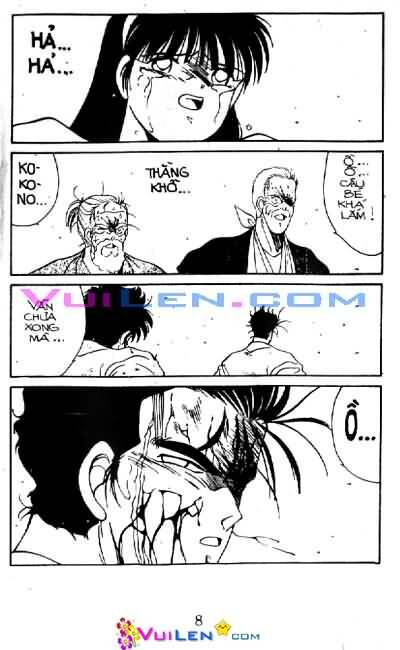 HẢ...
HẢ...
KO-
KO-
NO...
THẰNG
KHỐ...
Ố...
Ố...
CẬU
BÉ
KHÁ
LẮM!
VUILEN.COM
VẪN
CHƯA
XONG
MÀ...
Ồ...
8
VUILEN.COM